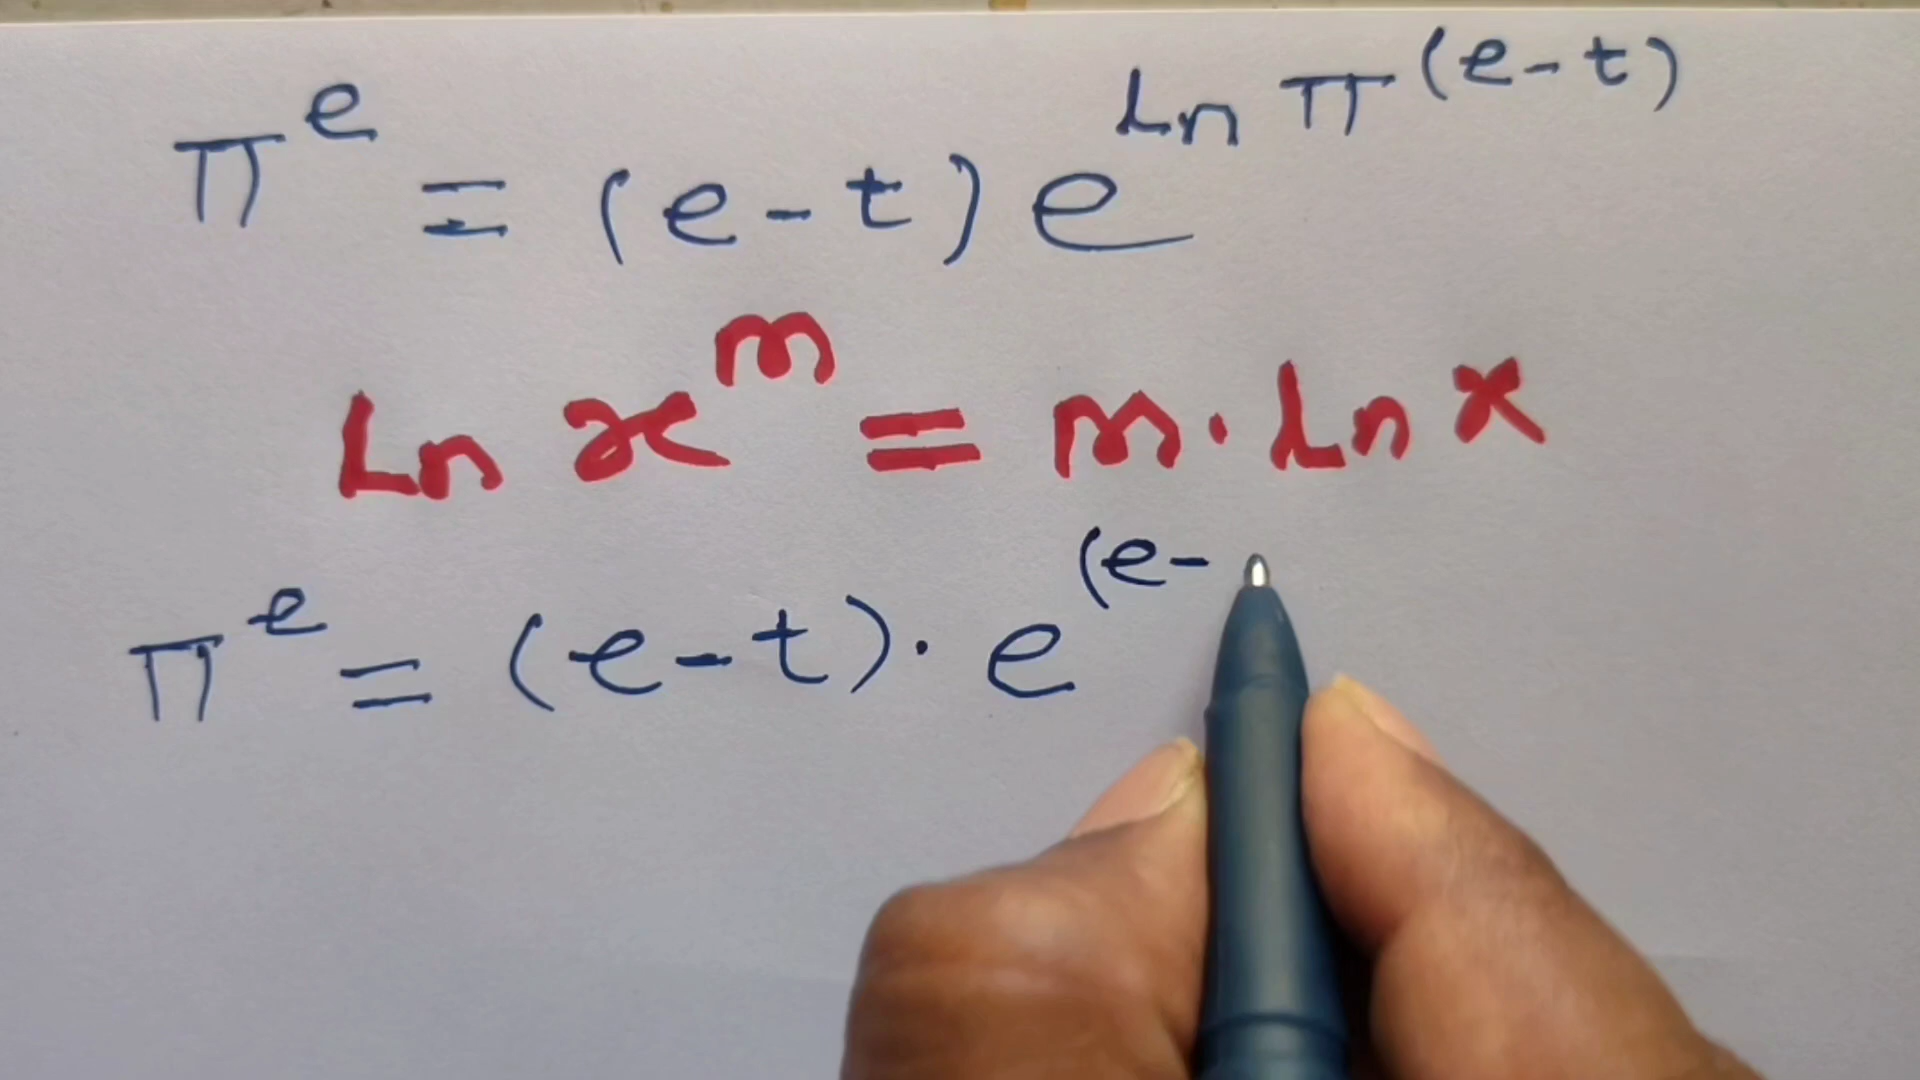 π^e = (e-t) e^(Ln π^(e-t))
Ln x^m = m · Ln x
π^e = (e-t) · e^(e-